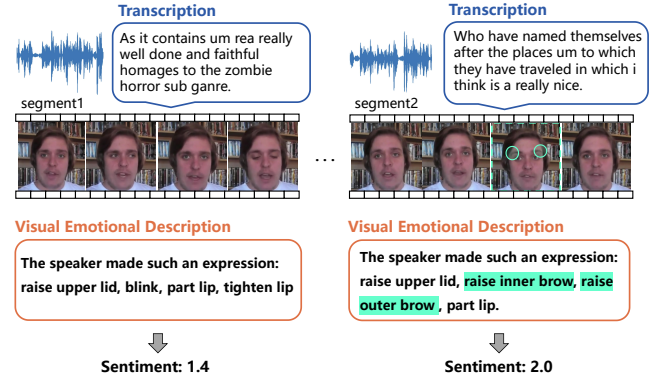 Transcription
As it contains um rea really
well done and faithful
homages to the zombie
horror sub ganre.
segment1
Visual Emotional Description
The speaker made such an expression:
raise upper lid, blink, part lip, tighten lip
Sentiment: 1.4
...
Transcription
Who have named themselves
after the places um to which
they have traveled in which i
think is a really nice.
segment2
Visual Emotional Description
The speaker made such an expression:
raise upper lid, raise inner brow, raise
outer brow , part lip.
Sentiment: 2.0